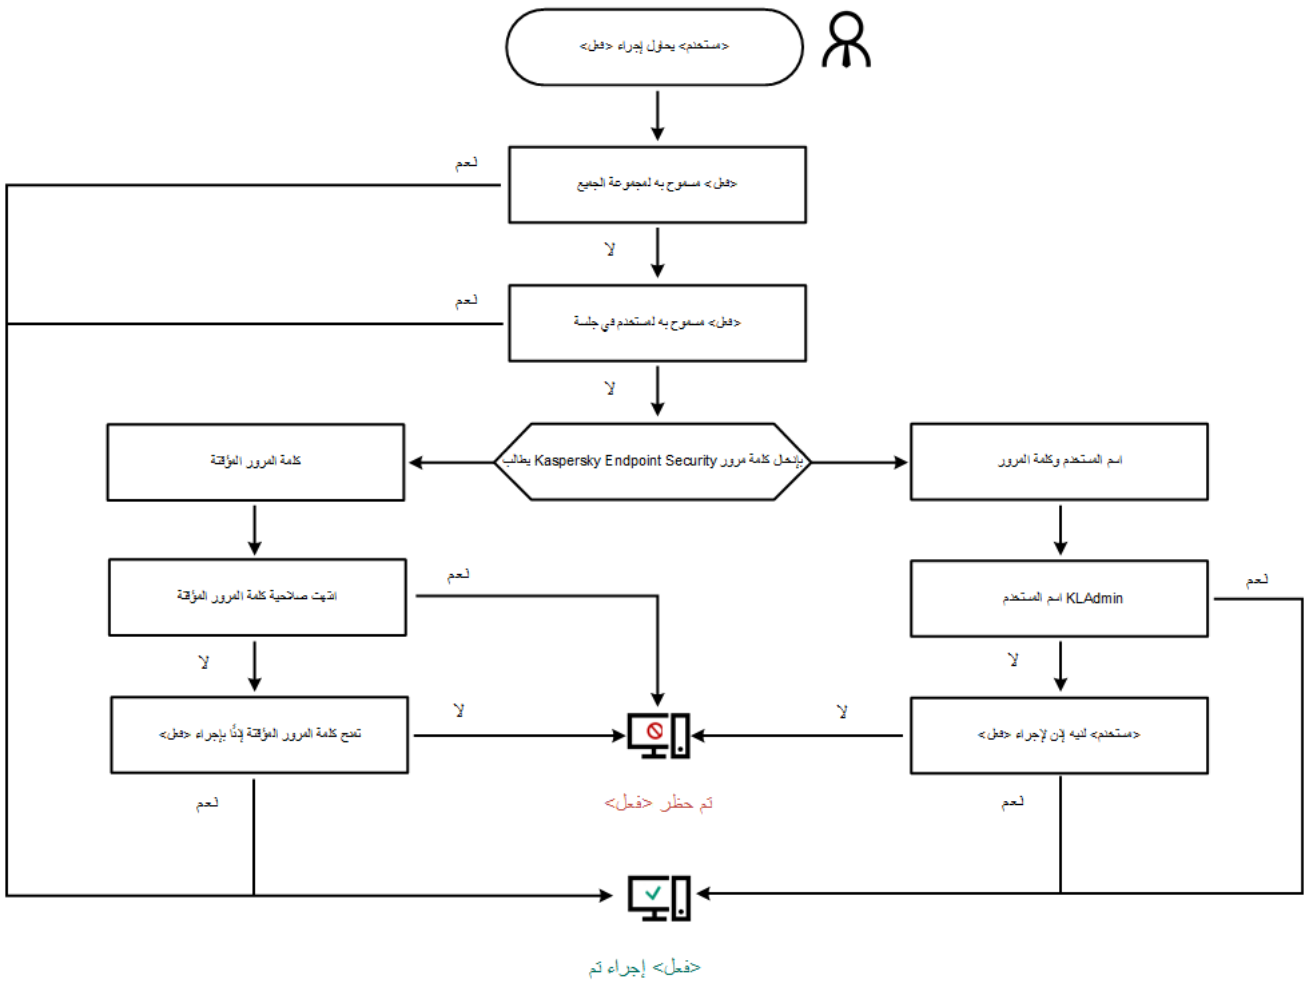 <مستخدم> يحاول إجراء <فعل>
نعم
<فعل> مسموح به لمجموعة الجميع
لا
نعم
<فعل> مسموح به لمستخدم في جلسة
لا
كلمة المرور المؤقتة
بإدخال كلمة مرور Kaspersky Endpoint Security يطالب
اسم المستخدم وكلمة المرور
انتهت صلاحية كلمة المرور المؤقتة
نعم
KLAdmin اسم المستخدم
نعم
لا
لا
تمنح كلمة المرور المؤقتة إذنًا بإجراء <فعل>
لا
لا
<مستخدم> لديه إذن لإجراء <فعل>
نعم
تم حظر <فعل>
نعم
<فعل> إجراء تم